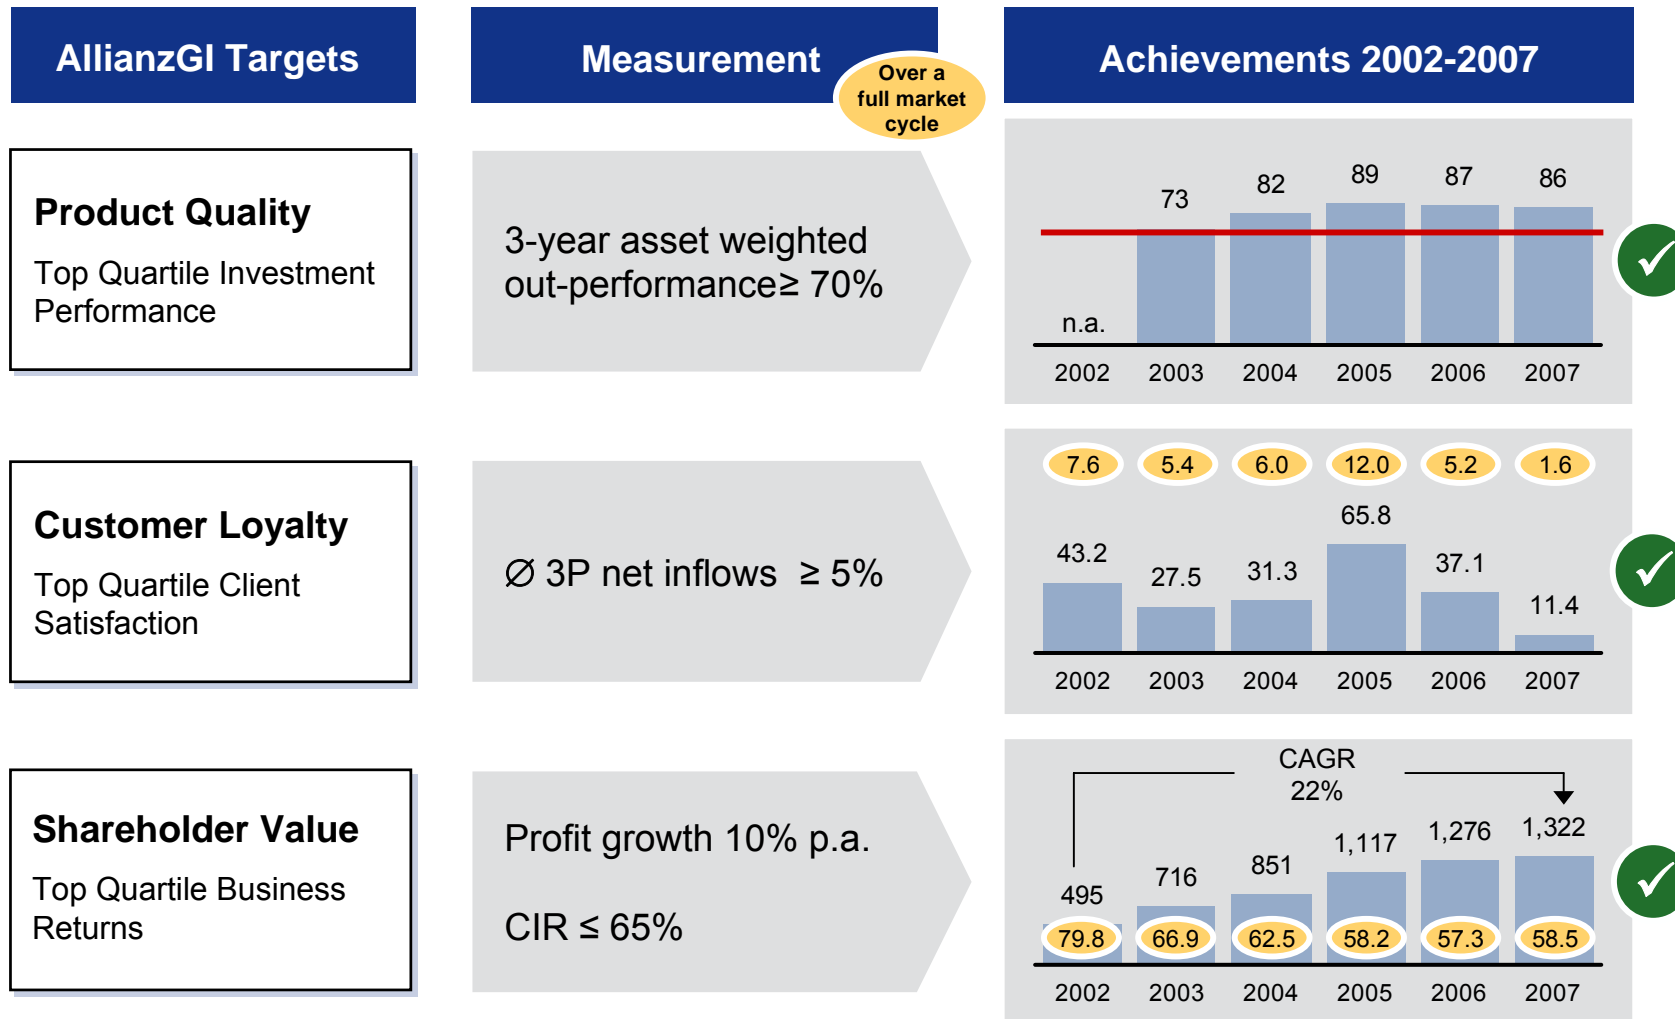 AllianzGI Targets
Measurement
Over a
full market
cycle
Achievements 2002-2007
Product Quality
Top Quartile Investment
Performance
3-year asset weighted
out-performance≥ 70%
73 82 89 87 86
n.a.
2002 2003 2004 2005 2006 2007
Customer Loyalty
Top Quartile Client
Satisfaction
Ø 3P net inflows ≥ 5%
7.6 5.4 6.0 12.0 5.2 1.6
43.2 27.5 31.3 65.8 37.1 11.4
2002 2003 2004 2005 2006 2007
Shareholder Value
Top Quartile Business
Returns
Profit growth 10% p.a.
CIR ≤ 65%
CAGR
22%
495 716 851 1,117 1,276 1,322
79.8 66.9 62.5 58.2 57.3 58.5
2002 2003 2004 2005 2006 2007